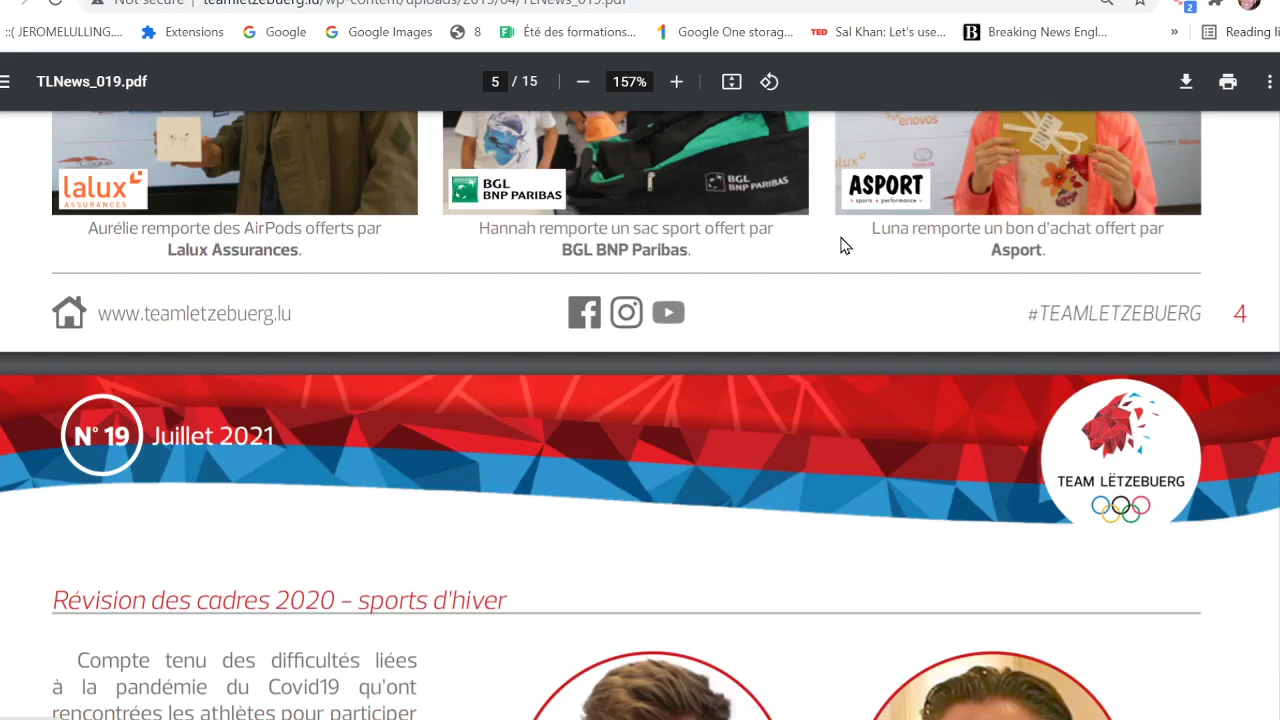 Not secure teamletzebuerg.lu/wp-content/uploads/2015/04/TLNews_019.pdf
2
:( JEROMELULLING.... Extensions Google Google Images 8 Été des formations... Google One storag... TED Sal Khan: Let's use... B Breaking News Engl... » Reading li
TLNews_019.pdf 5 / 15 157%
lalux ASSURANCES BGL BNP PARIBAS BGL BNP PARIBAS enovos ASPORT sports + performance
Aurélie remporte des AirPods offerts par Hannah remporte un sac sport offert par Luna remporte un bon d'achat offert par
Lalux Assurances. BGL BNP Paribas. Asport.
www.teamletzebuerg.lu #TEAMLETZEBUERG 4
N° 19 Juillet 2021
TEAM LËTZEBUERG
Révision des cadres 2020 – sports d'hiver
Compte tenu des difficultés liées
à la pandémie du Covid19 qu'ont
rencontrées les athlètes pour participer